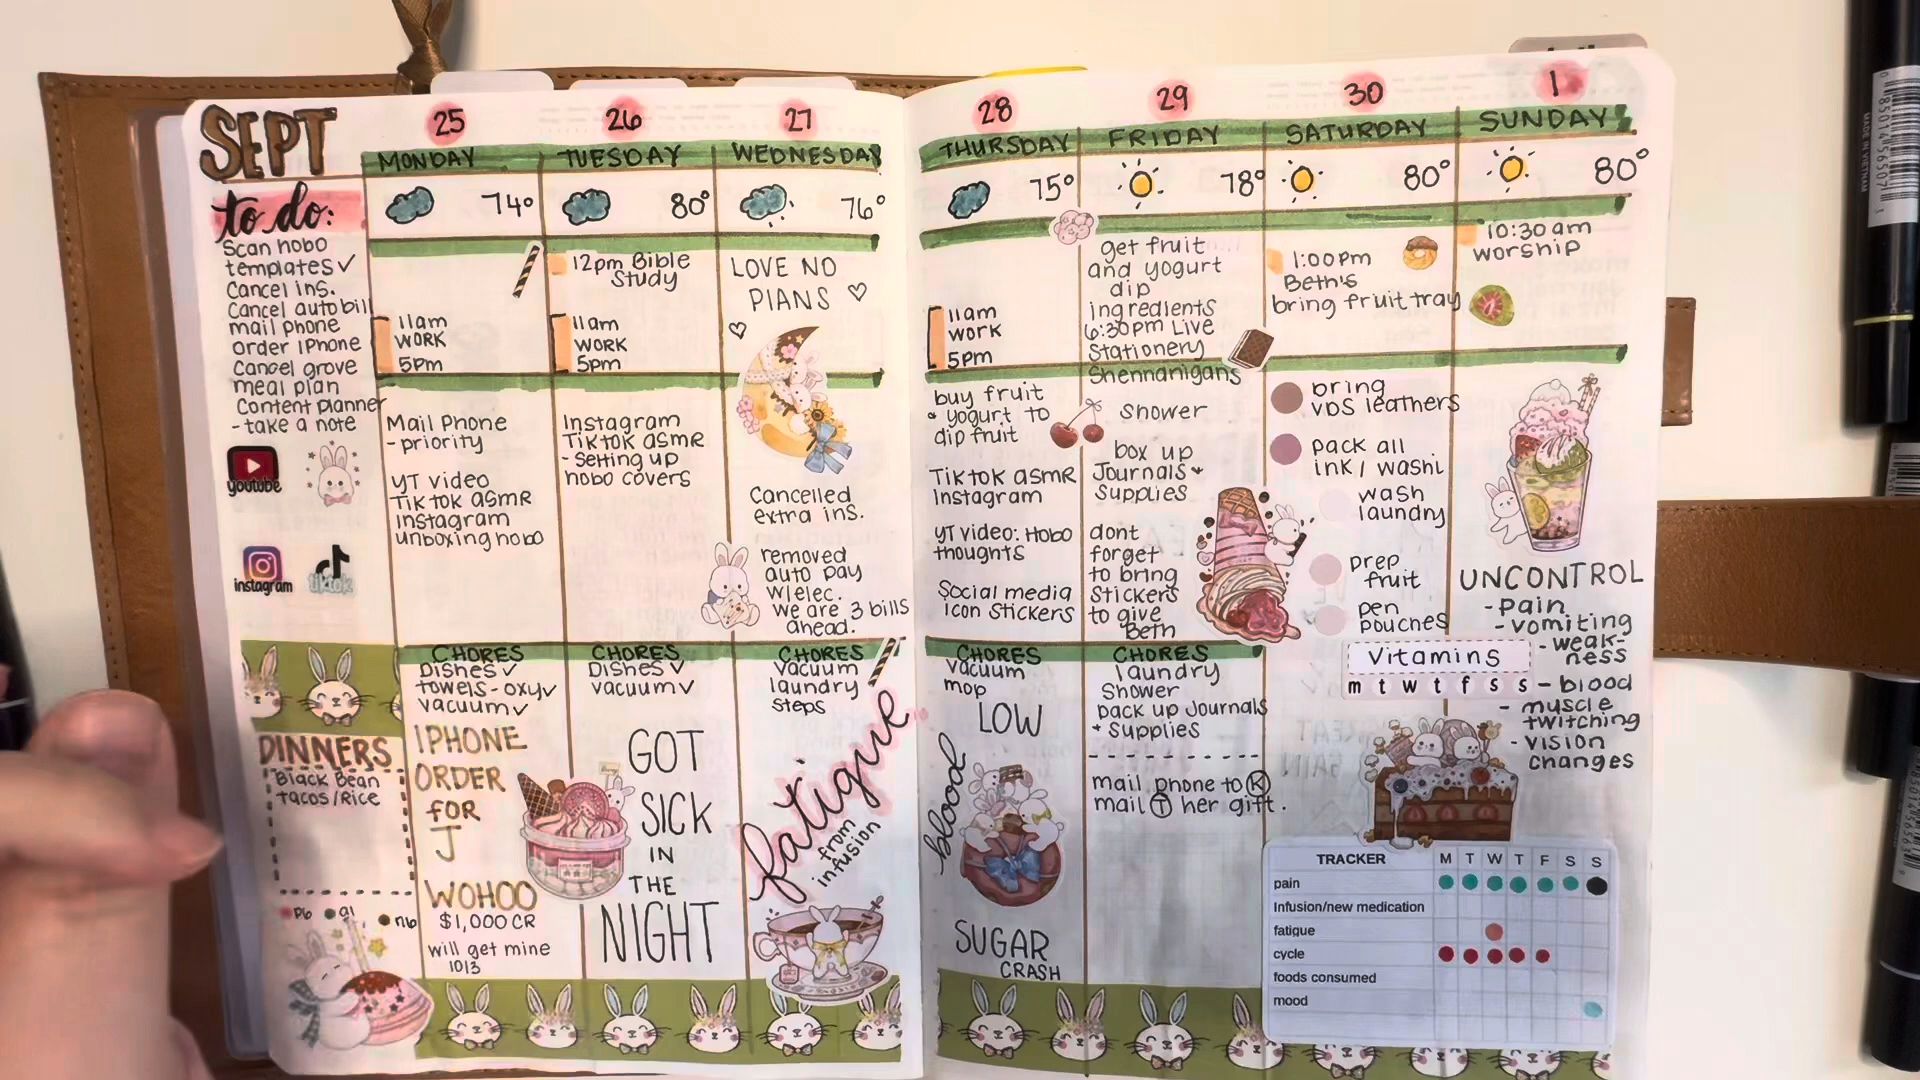 SEPT
to do:
Scan hobo
templates ✓
Cancel ins.
Cancel autobill
mail phone
Order iPhone
Cancel grove
meal plan
Content planner
- take a note
youtube
instagram
tiktok
DINNERS
Black Bean
Tacos/Rice
P6 G1 n16
25
MONDAY
74°
11am
WORK
5pm
Mail Phone
- priority
YT video
TikTok asmr
Instagram
unboxing hobo
CHORES
Dishes ✓
towels - oxy ✓
vacuum ✓
IPHONE
ORDER
FOR
J
WOHOO
$1,000 CR
will get mine
10/3
26
TUESDAY
80°
12pm Bible
Study
11am
WORK
5pm
Instagram
TikTok asmr
- Setting up
hobo covers
CHORES
Dishes ✓
vacuum ✓
GOT
SICK
IN
THE
NIGHT
27
WEDNESDAY
76°
LOVE NO
PLANS ♡
Cancelled
extra ins.
removed
auto pay
w/elec.
we are 3 bills
ahead.
CHORES
vacuum
laundry
steps
fatigue
from
infusion
28
THURSDAY
75°
11am
WORK
5pm
buy fruit
& yogurt to
dip fruit
TikTok asmr
Instagram
YT video: Hobo
thoughts
Social media
icon stickers
CHORES
vacuum
mop
LOW
blood
SUGAR
CRASH
29
FRIDAY
78°
get fruit
and yogurt
dip
ingredients
6:30pm Live
Stationery
Shennanigans
shower
box up
Journals &
Supplies
dont
forget
to bring
Stickers
to give
Beth
CHORES
laundry
Shower
pack up Journals
+ Supplies
mail phone to K
mail T her gift.
30
SATURDAY
80°
1:00pm
Beth's
bring fruit tray
bring
VDS leathers
pack all
ink / washi
wash
laundry
prep
fruit
pen
pouches
Vitamins
m t w t f s s
1
SUNDAY
80°
10:30 am
worship
UNCONTROL
- pain
- vomiting
- weak-
ness
- blood
- muscle
twitching
- vision
changes
TRACKER M T W T F S S
pain
Infusion/new medication
fatigue
cycle
foods consumed
mood
MADE IN VIETNAM